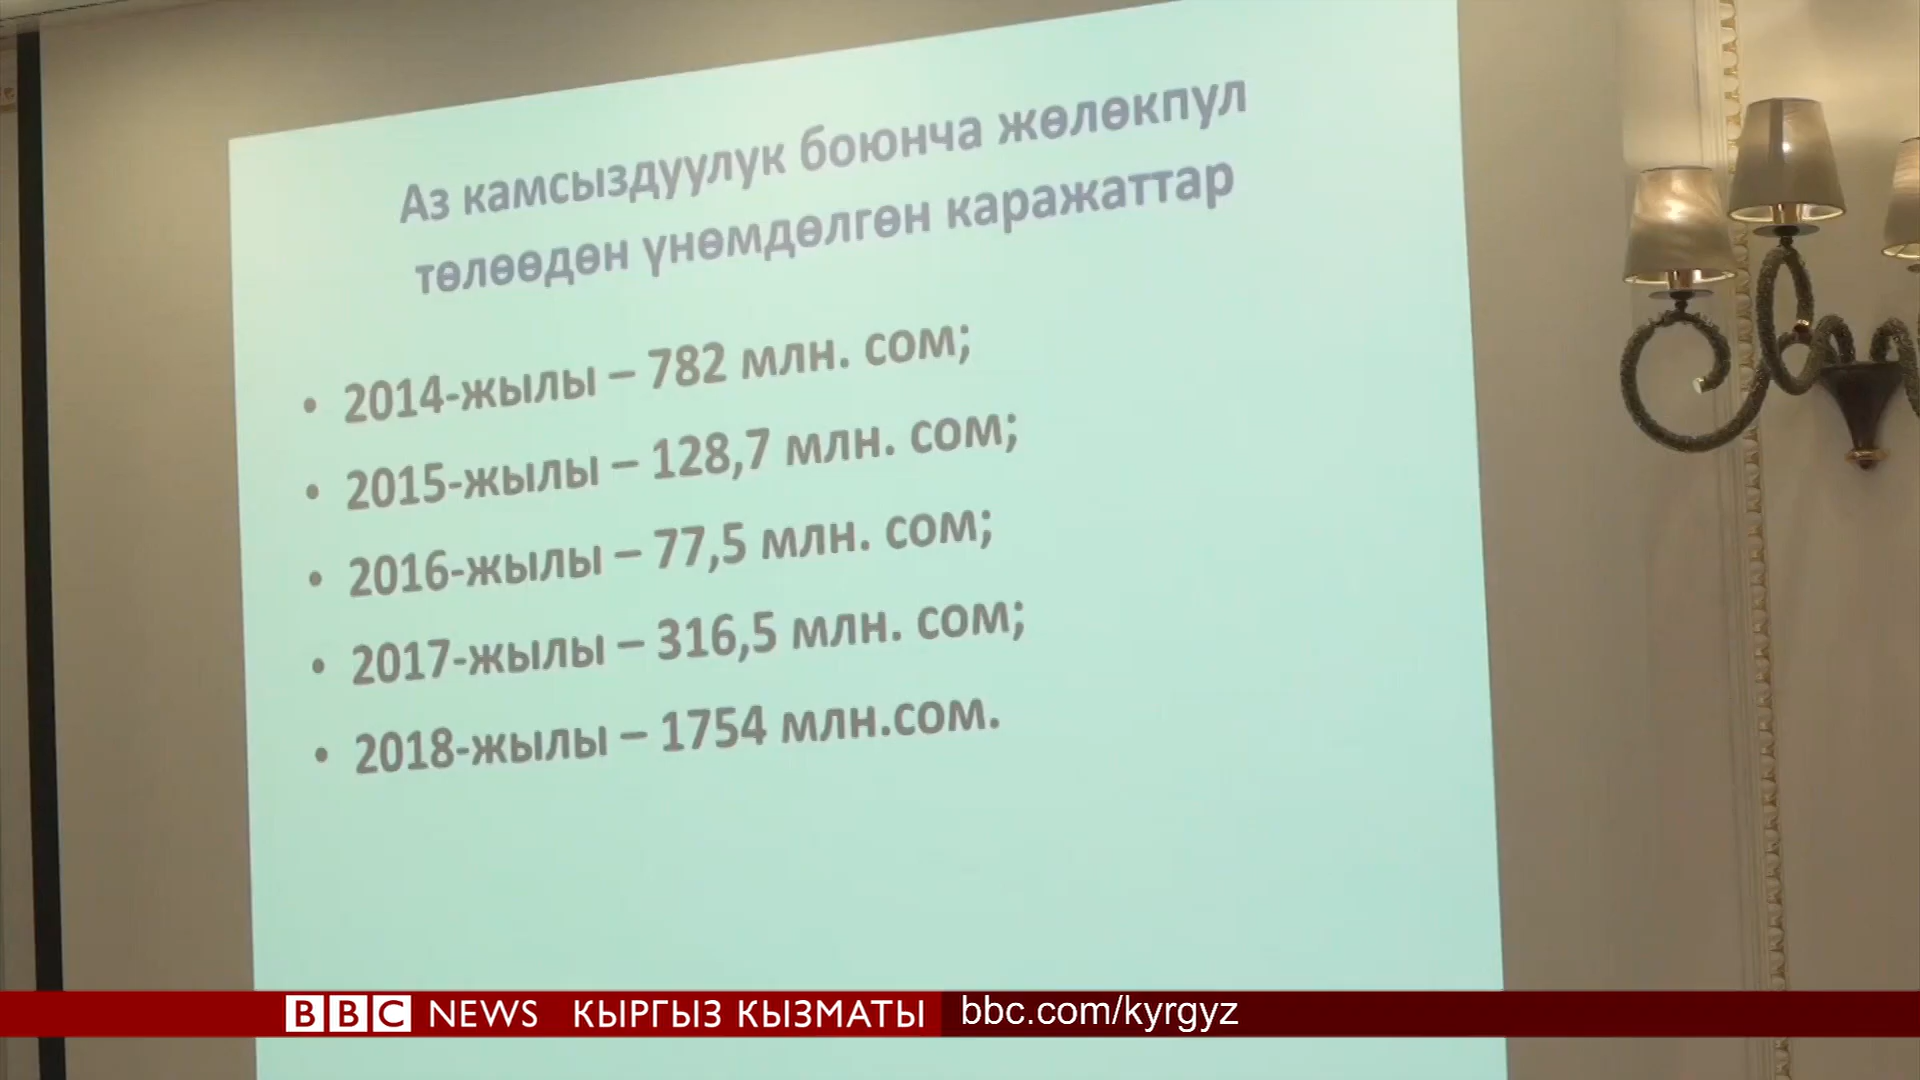 Аз камсыздуулук боюнча жөлөкпул
төлөөдөн үнөмдөлгөн каражаттар
• 2014-жылы – 782 млн. сом;
• 2015-жылы – 128,7 млн. сом;
• 2016-жылы – 77,5 млн. сом;
• 2017-жылы – 316,5 млн. сом;
• 2018-жылы – 1754 млн.сом.
BBC NEWS КЫРГЫЗ КЫЗМАТЫ bbc.com/kyrgyz